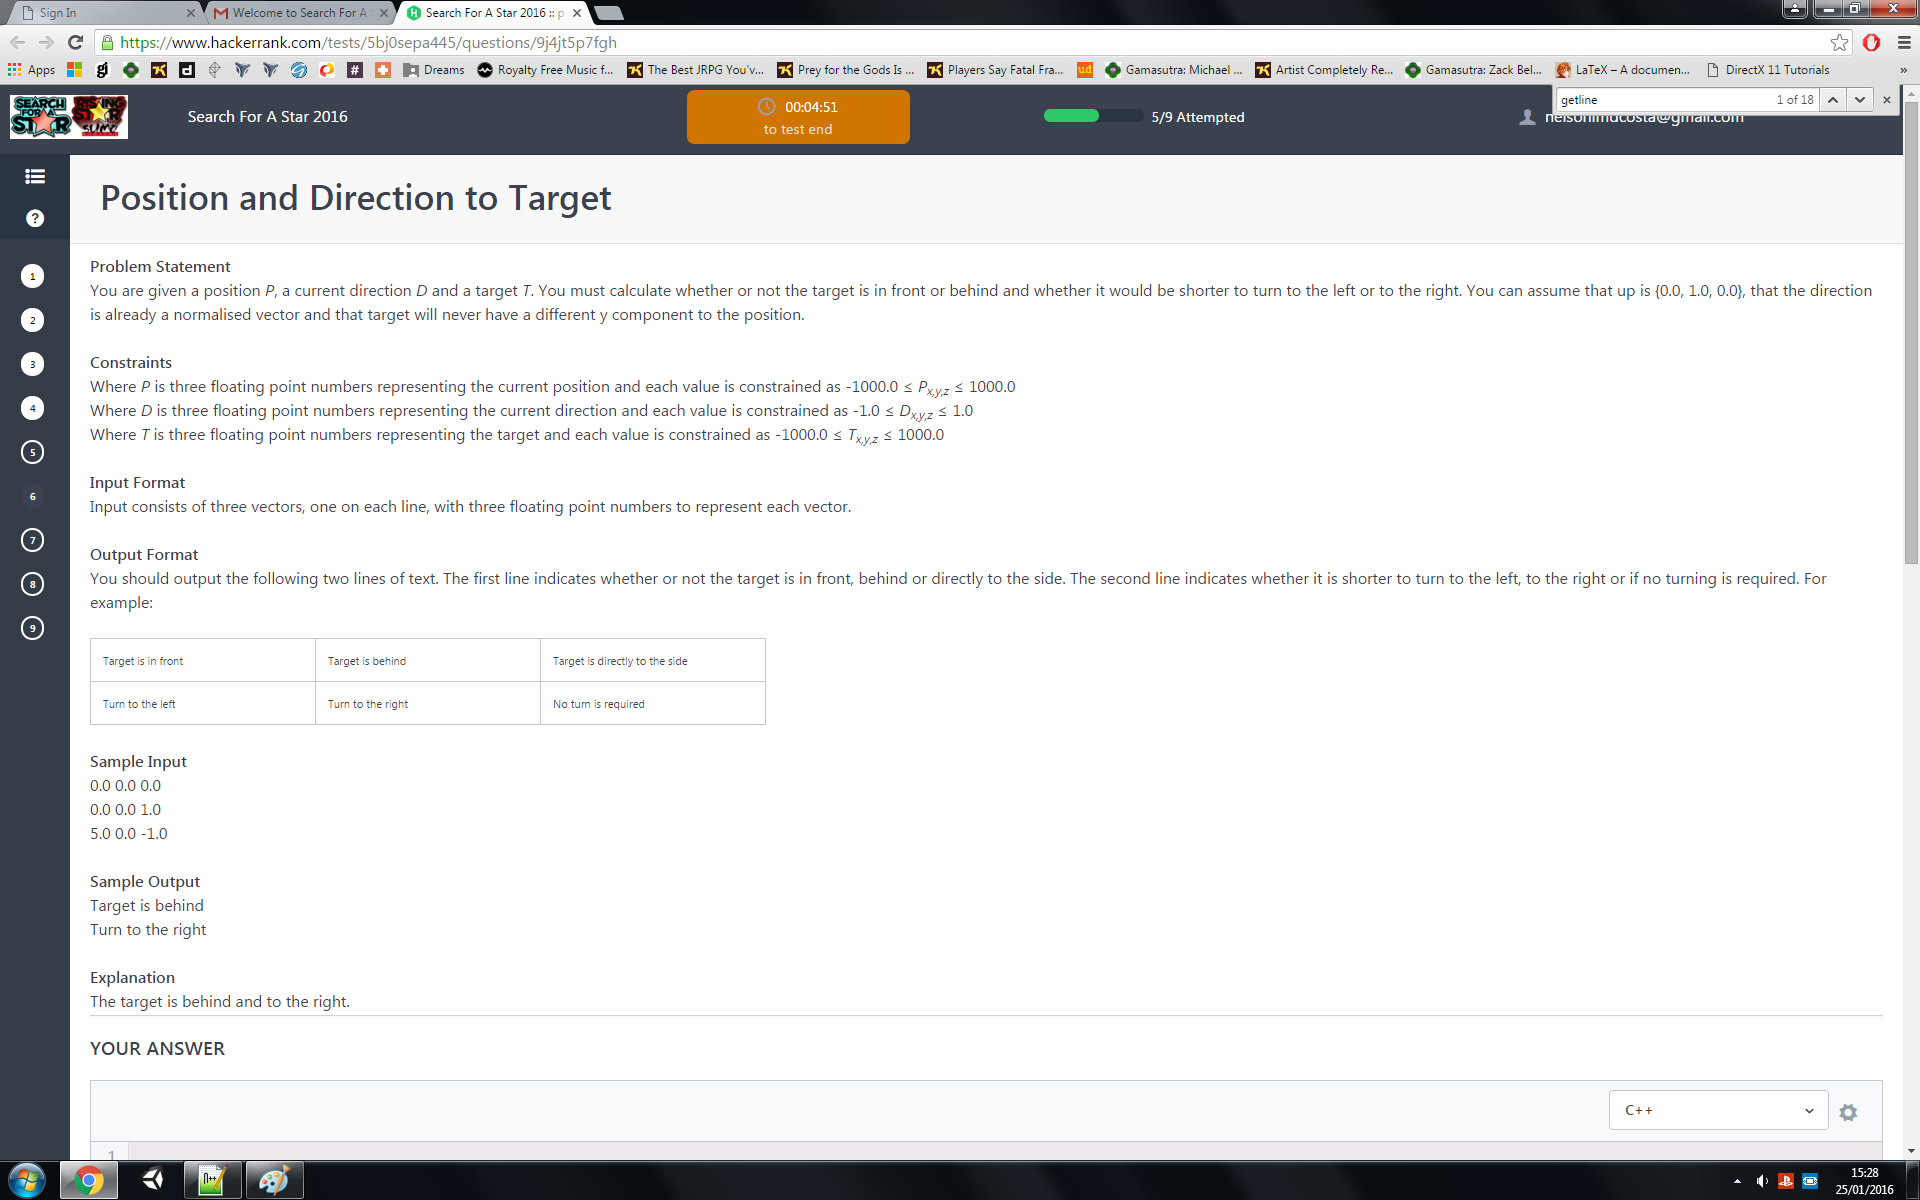 Sign In
Welcome to Search For A
Search For A Star 2016 :: p
https://www.hackerrank.com/tests/5bj0sepa445/questions/9j4jt5p7fgh
Apps
Dreams
Royalty Free Music f...
The Best JRPG You'v...
Prey for the Gods Is ...
Players Say Fatal Fra...
ud
Gamasutra: Michael ...
Artist Completely Re...
Gamasutra: Zack Bel...
LaTeX – A documen...
DirectX 11 Tutorials
»
getline
1 of 18
SEARCH FOR A STAR
RISING STAR SUMO
Search For A Star 2016
00:04:51
to test end
5/9 Attempted
Position and Direction to Target
1
2
3
4
5
6
7
8
9
Problem Statement
You are given a position P, a current direction D and a target T. You must calculate whether or not the target is in front or behind and whether it would be shorter to turn to the left or to the right. You can assume that up is {0.0, 1.0, 0.0}, that the direction
is already a normalised vector and that target will never have a different y component to the position.
Constraints
Where P is three floating point numbers representing the current position and each value is constrained as -1000.0 ≤ Px,y,z ≤ 1000.0
Where D is three floating point numbers representing the current direction and each value is constrained as -1.0 ≤ Dx,y,z ≤ 1.0
Where T is three floating point numbers representing the target and each value is constrained as -1000.0 ≤ Tx,y,z ≤ 1000.0
Input Format
Input consists of three vectors, one on each line, with three floating point numbers to represent each vector.
Output Format
You should output the following two lines of text. The first line indicates whether or not the target is in front, behind or directly to the side. The second line indicates whether it is shorter to turn to the left, to the right or if no turning is required. For
example:
Target is in front
Target is behind
Target is directly to the side
Turn to the left
Turn to the right
No turn is required
Sample Input
0.0 0.0 0.0
0.0 0.0 1.0
5.0 0.0 -1.0
Sample Output
Target is behind
Turn to the right
Explanation
The target is behind and to the right.
YOUR ANSWER
C++
1
15:28
25/01/2016